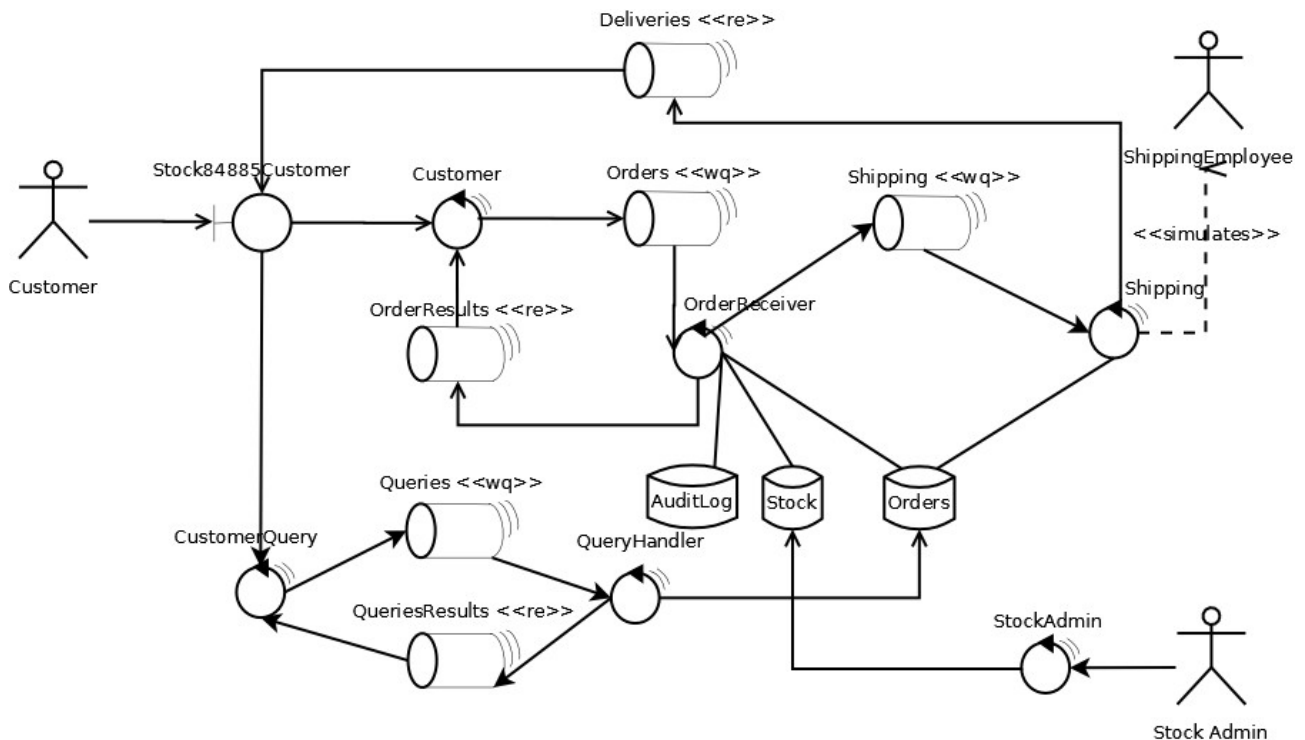 Deliveries <<re>>
ShippingEmployee
Stock84885Customer
Customer
Orders <<wq>>
Shipping <<wq>>
<<simulates>>
Customer
OrderResults <<re>>
OrderReceiver
Shipping
AuditLog
Stock
Orders
Queries <<wq>>
CustomerQuery
QueryHandler
QueriesResults <<re>>
StockAdmin
Stock Admin